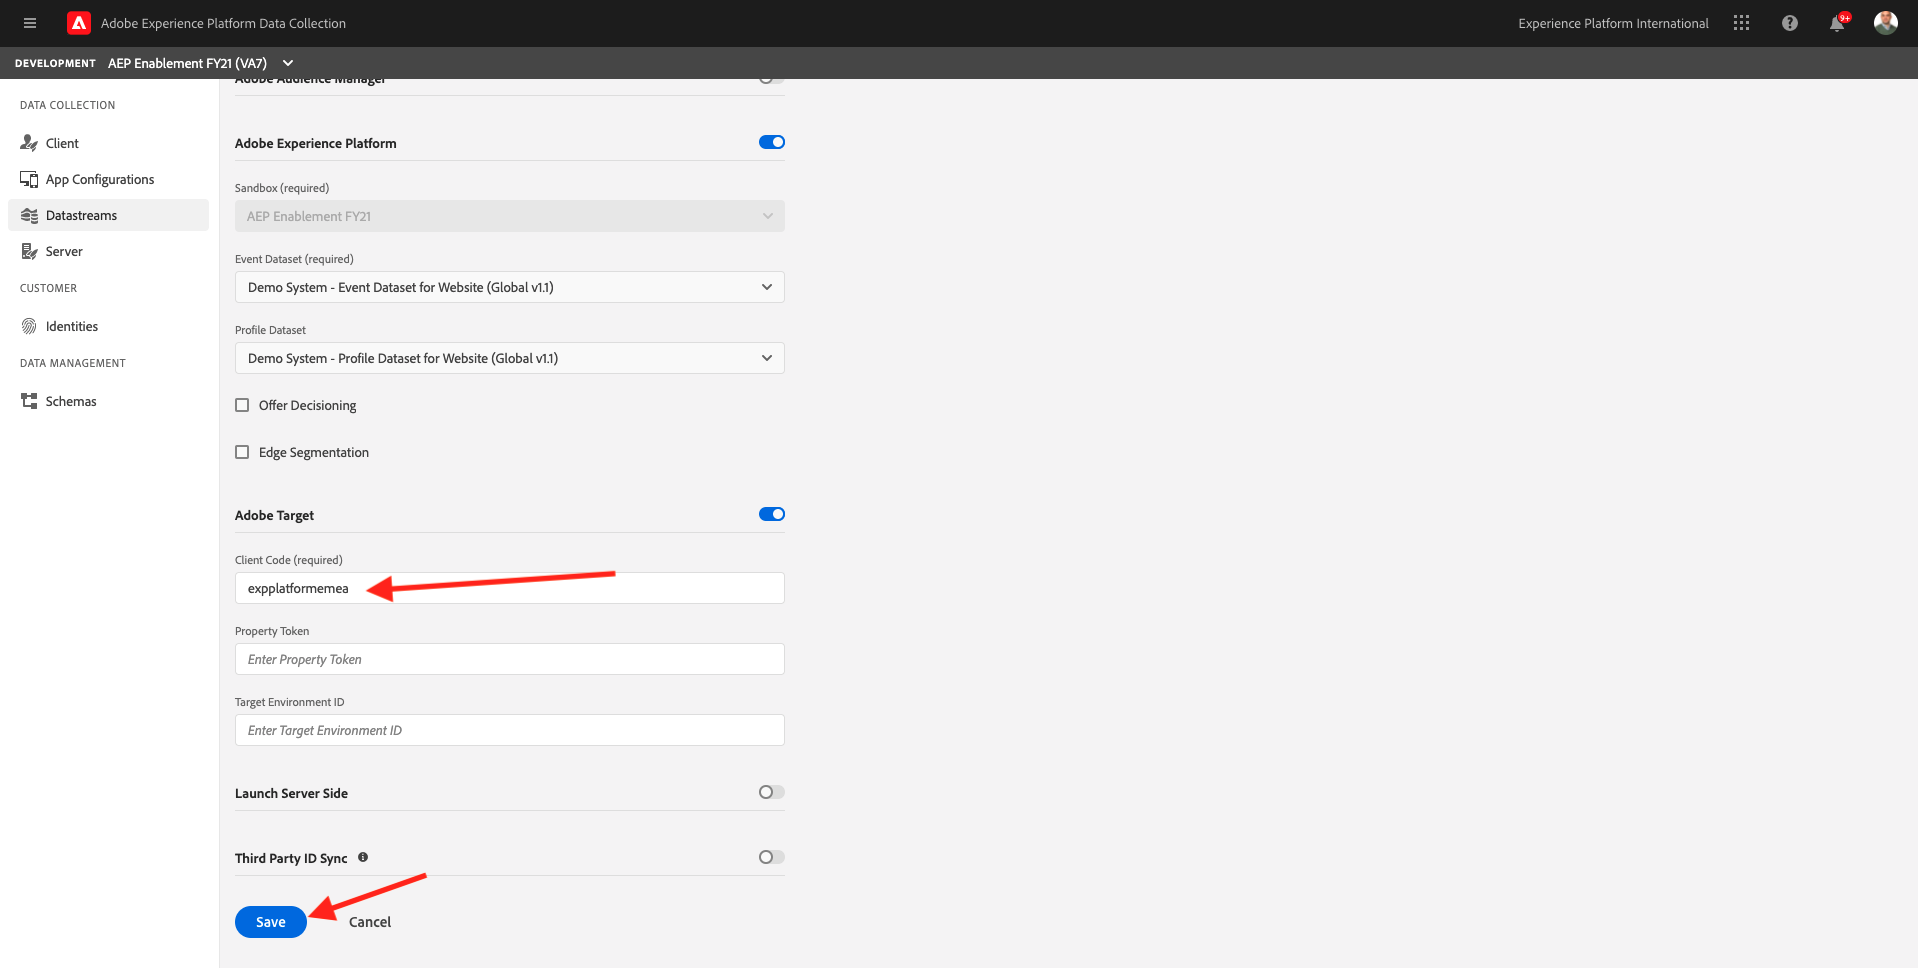 Adobe Experience Platform Data Collection
Experience Platform International
9+
DEVELOPMENT AEP Enablement FY21 (VA7)
Adobe Audience Manager
DATA COLLECTION
Client
App Configurations
Datastreams
Server
CUSTOMER
Identities
DATA MANAGEMENT
Schemas
Adobe Experience Platform
Sandbox (required)
AEP Enablement FY21
Event Dataset (required)
Demo System - Event Dataset for Website (Global v1.1)
Profile Dataset
Demo System - Profile Dataset for Website (Global v1.1)
Offer Decisioning
Edge Segmentation
Adobe Target
Client Code (required)
expplatformemea
Property Token
Enter Property Token
Target Environment ID
Enter Target Environment ID
Launch Server Side
Third Party ID Sync
Save
Cancel